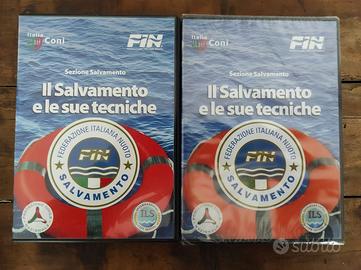 Italia
Coni
FIN
Sezione Salvamento
Il Salvamento
e le sue tecniche
FEDERAZIONE ITALIANA NUOTO
FIN
SALVAMENTO
ILS
Italia
Coni
FIN
Sezione Salvamento
Il Salvamento
e le sue tecniche
FEDERAZIONE ITALIANA NUOTO
FIN
SALVAMENTO
ILS
subito